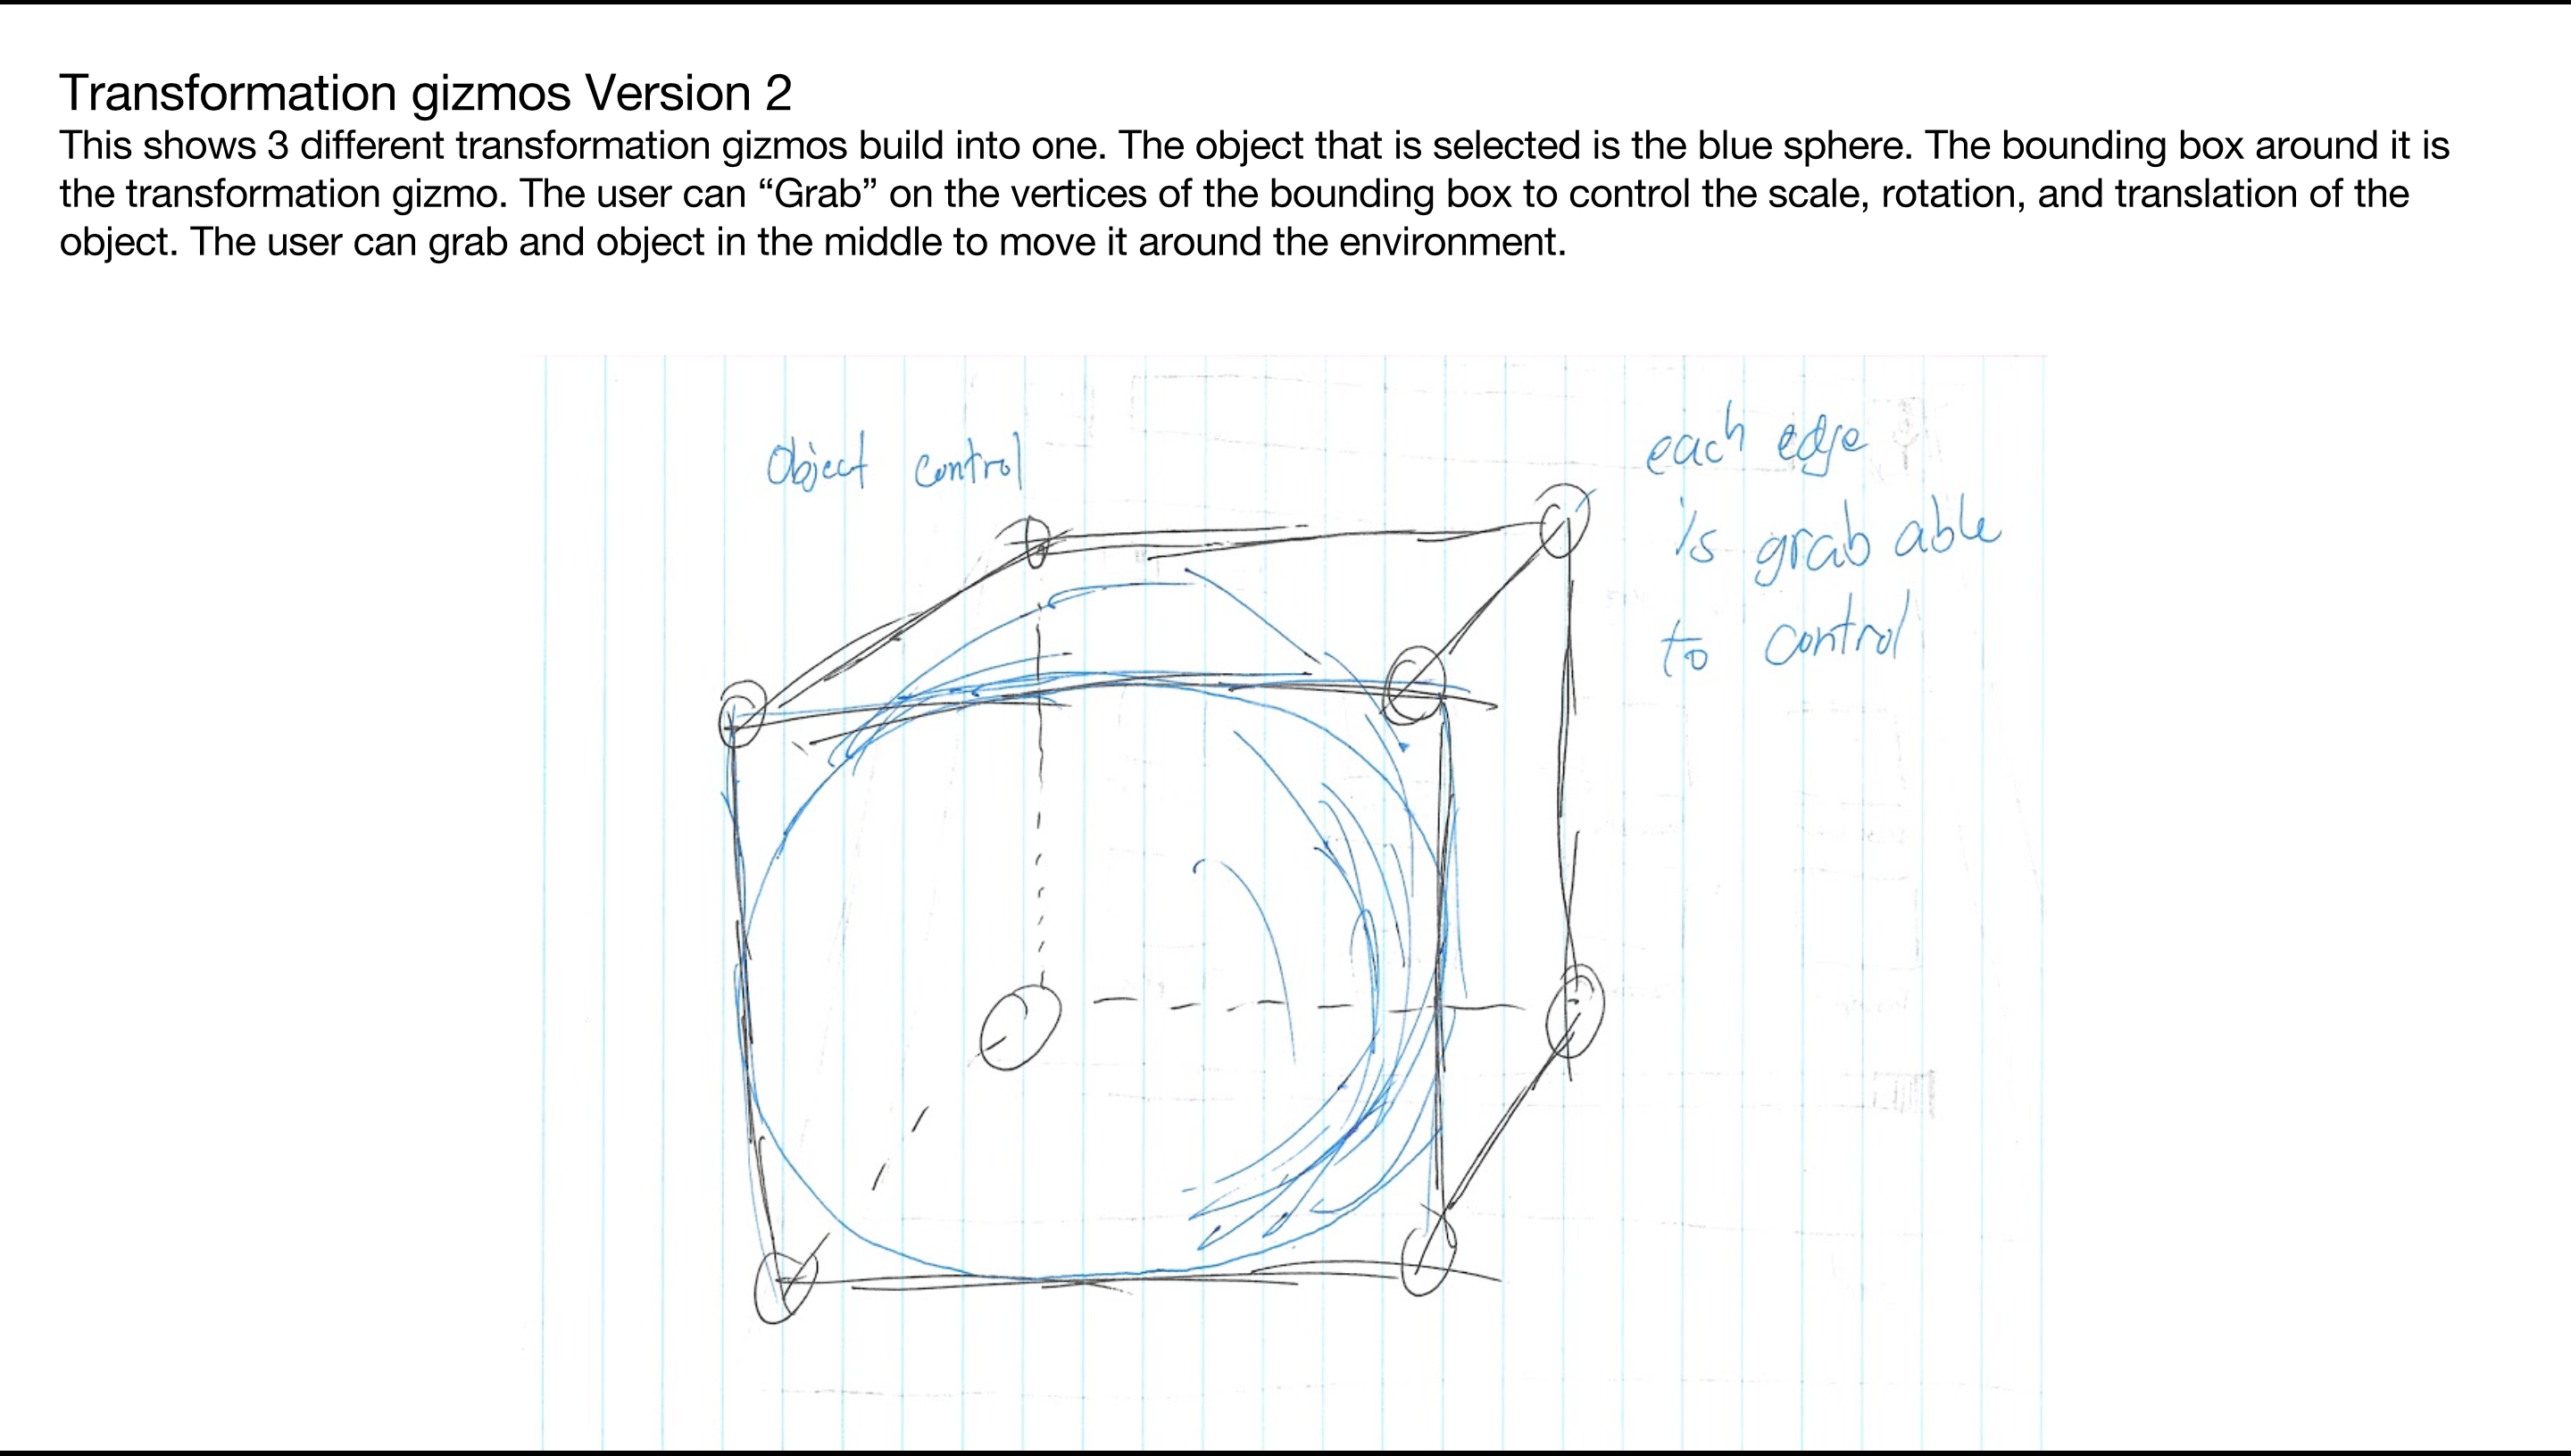 Transformation gizmos Version 2
This shows 3 different transformation gizmos build into one. The object that is selected is the blue sphere. The bounding box around it is
the transformation gizmo. The user can “Grab” on the vertices of the bounding box to control the scale, rotation, and translation of the
object. The user can grab and object in the middle to move it around the environment.
Object control
each edge
is grab able
to control